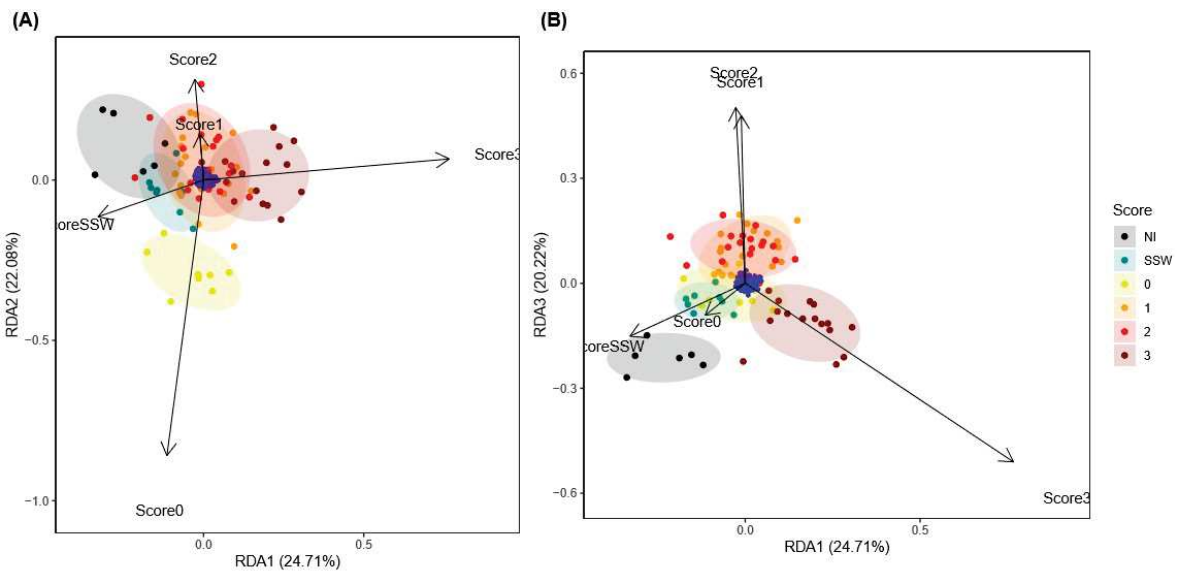 (A)
(B)
Score2
Score1
Score3
coreSSW
Score0
0.0
−0.5
−1.0
RDA2 (22.08%)
0.0
0.5
RDA1 (24.71%)
Score2
Score1
Score0
coreSSW
Score3
0.6
0.3
0.0
−0.3
−0.6
RDA3 (20.22%)
0.0
0.5
RDA1 (24.71%)
Score
NI
SSW
0
1
2
3